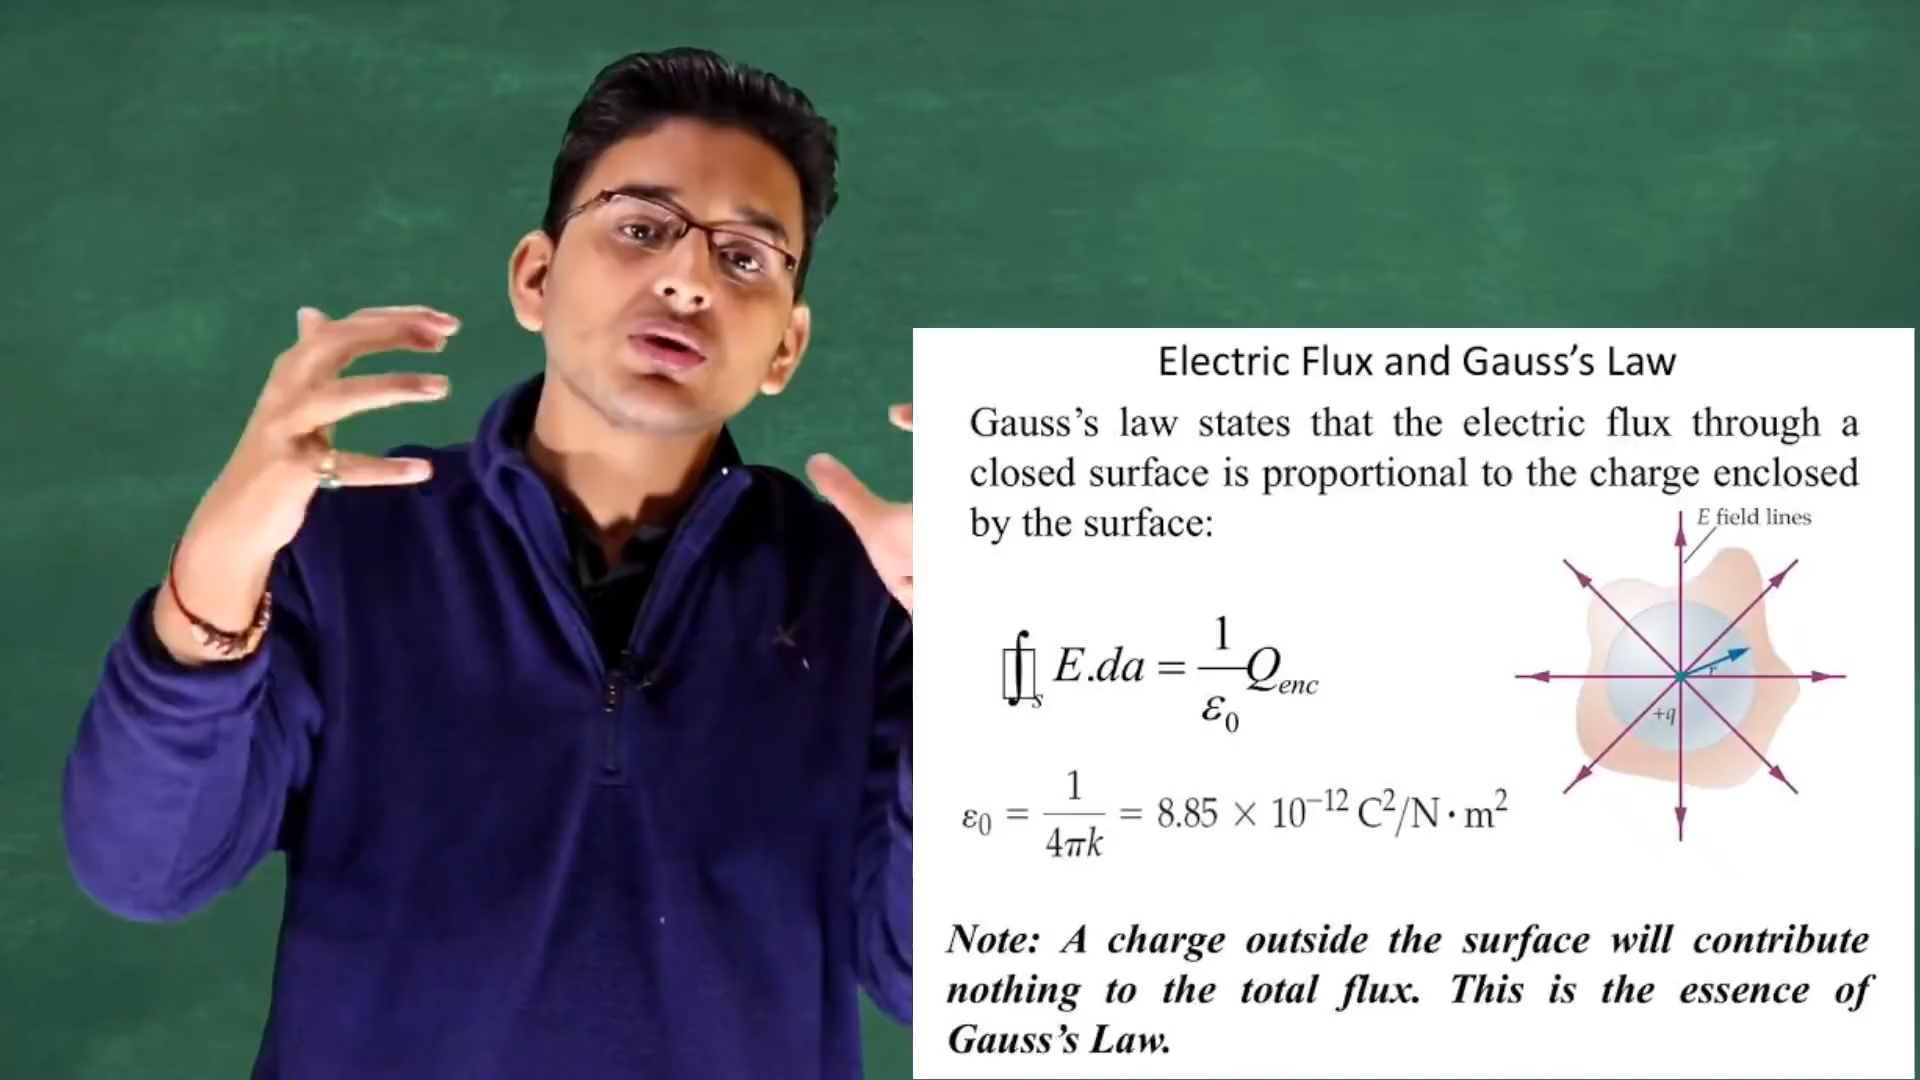 Electric Flux and Gauss’s Law
Gauss’s law states that the electric flux through a
closed surface is proportional to the charge enclosed
by the surface:
E field lines
∮s E.da = 1/ε0 Qenc
r
+q
ε0 = 1/4πk = 8.85 × 10⁻¹² C²/N·m²
Note: A charge outside the surface will contribute
nothing to the total flux. This is the essence of
Gauss’s Law.